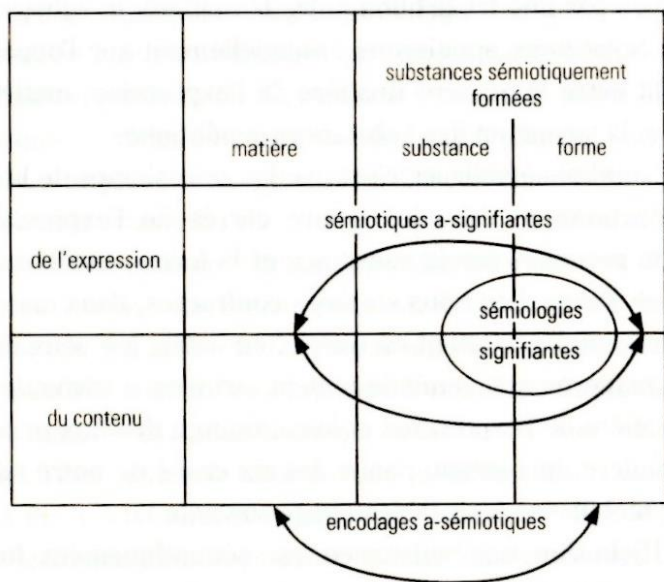 substances sémiotiquement
formées
matière
substance
forme
sémiotiques a-signifiantes
de l'expression
sémiologies
signifiantes
du contenu
encodages a-sémiotiques